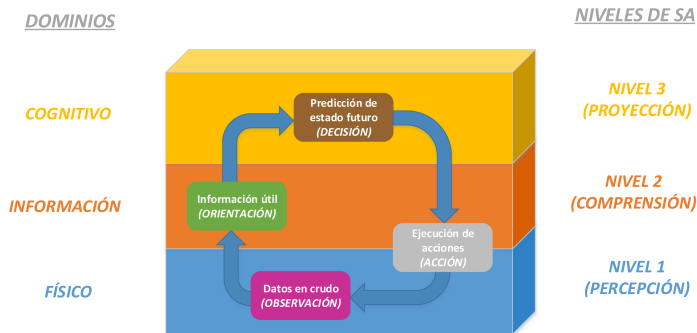 DOMINIOS
NIVELES DE SA
COGNITIVO
Predicción de
estado futuro
(DECISIÓN)
NIVEL 3
(PROYECCIÓN)
INFORMACIÓN
Información útil
(ORIENTACIÓN)
NIVEL 2
(COMPRENSIÓN)
Ejecución de
acciones
(ACCIÓN)
FÍSICO
Datos en crudo
(OBSERVACIÓN)
NIVEL 1
(PERCEPCIÓN)